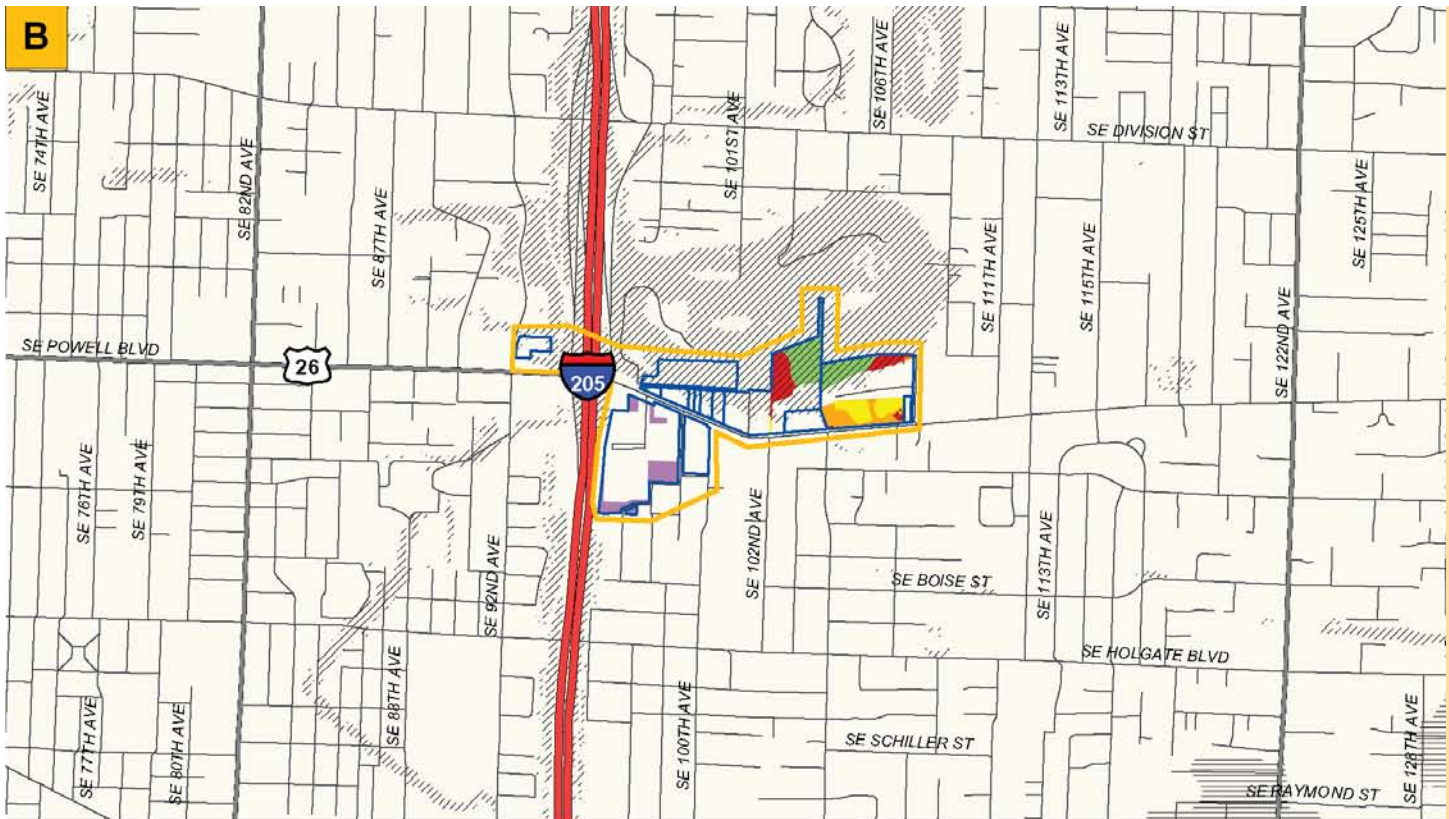 B
SE 74TH AVE
SE 82ND AVE
SE 87TH AVE
SE 101ST AVE
SE 106TH AVE
SE 113TH AVE
SE DIVISION ST
SE 125TH AVE
SE 111TH AVE
SE 115TH AVE
SE 122ND AVE
SE POWELL BLVD
26
205
SE 76TH AVE
SE 79TH AVE
SE 92ND AVE
SE 102ND AVE
SE BOISE ST
SE 113TH AVE
SE HOLGATE BLVD
SE 77TH AVE
SE 80TH AVE
SE 88TH AVE
SE 100TH AVE
SE SCHILLER ST
SE RAYMOND ST
SE 128TH AVE